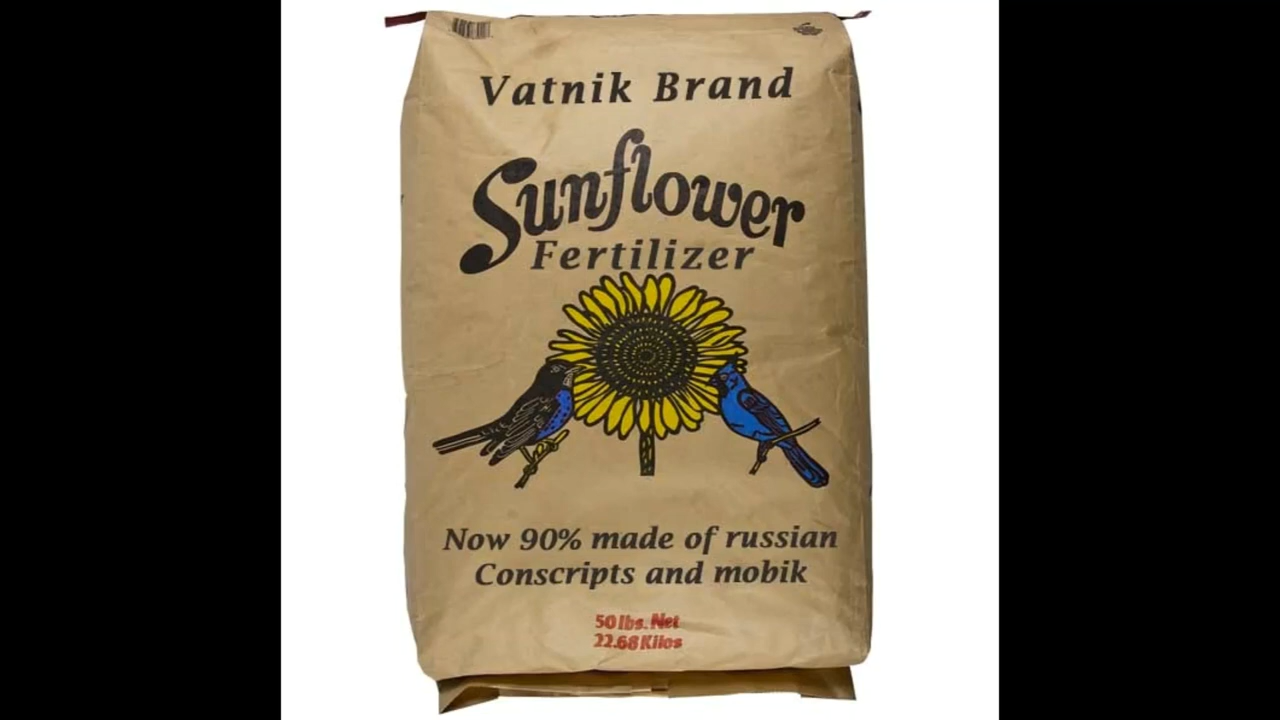 Vatnik Brand
Sunflower
Fertilizer
Now 90% made of russian
Conscripts and mobik
50 lbs. Net
22.68 Kilos